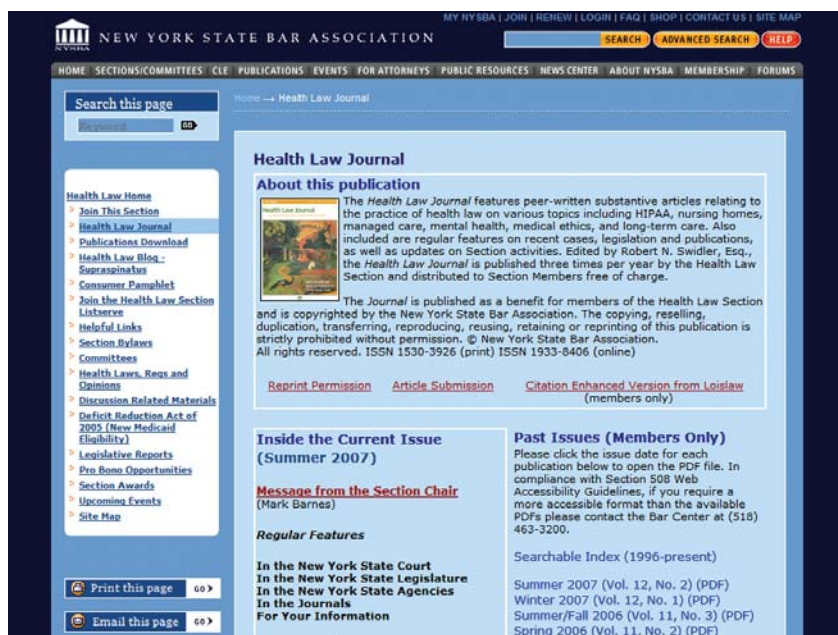 MY NYSBA | JOIN | RENEW | LOGIN | FAQ | SHOP | CONTACT US | SITE MAP
NYSBA
NEW YORK STATE BAR ASSOCIATION
SEARCH ADVANCED SEARCH HELP
HOME SECTIONS/COMMITTEES CLE PUBLICATIONS EVENTS FOR ATTORNEYS PUBLIC RESOURCES NEWS CENTER ABOUT NYSBA MEMBERSHIP FORUMS
Search this page
Keyword GO
Home → Health Law Journal
Health Law Home
Join This Section
Health Law Journal
Publications Download
Health Law Blog -
Supraspinatus
Consumer Pamphlet
Join the Health Law Section
Listserve
Helpful Links
Section Bylaws
Committees
Health Laws, Regs and
Opinions
Discussion Related Materials
Deficit Reduction Act of
2005 (New Medicaid
Eligibility)
Legislative Reports
Pro Bono Opportunities
Section Awards
Upcoming Events
Site Map
Print this page GO
Email this page GO
Health Law Journal
About this publication
Health Law Journal
The Health Law Journal features peer-written substantive articles relating to
the practice of health law on various topics including HIPAA, nursing homes,
managed care, mental health, medical ethics, and long-term care. Also
included are regular features on recent cases, legislation and publications,
as well as updates on Section activities. Edited by Robert N. Swidler, Esq.,
the Health Law Journal is published three times per year by the Health Law
Section and distributed to Section Members free of charge.
The Journal is published as a benefit for members of the Health Law Section
and is copyrighted by the New York State Bar Association. The copying, reselling,
duplication, transferring, reproducing, reusing, retaining or reprinting of this publication is
strictly prohibited without permission. © New York State Bar Association.
All rights reserved. ISSN 1530-3926 (print) ISSN 1933-8406 (online)
Reprint Permission Article Submission Citation Enhanced Version from Loislaw
(members only)
Inside the Current Issue
(Summer 2007)
Message from the Section Chair
(Mark Barnes)
Regular Features
In the New York State Court
In the New York State Legislature
In the New York State Agencies
In the Journals
For Your Information
Past Issues (Members Only)
Please click the issue date for each
publication below to open the PDF file. In
compliance with Section 508 Web
Accessibility Guidelines, if you require a
more accessible format than the available
PDFs please contact the Bar Center at (518)
463-3200.
Searchable Index (1996-present)
Summer 2007 (Vol. 12, No. 2) (PDF)
Winter 2007 (Vol. 12, No. 1) (PDF)
Summer/Fall 2006 (Vol. 11, No. 3) (PDF)
Spring 2006 (Vol. 11, No. 2) (PDF)